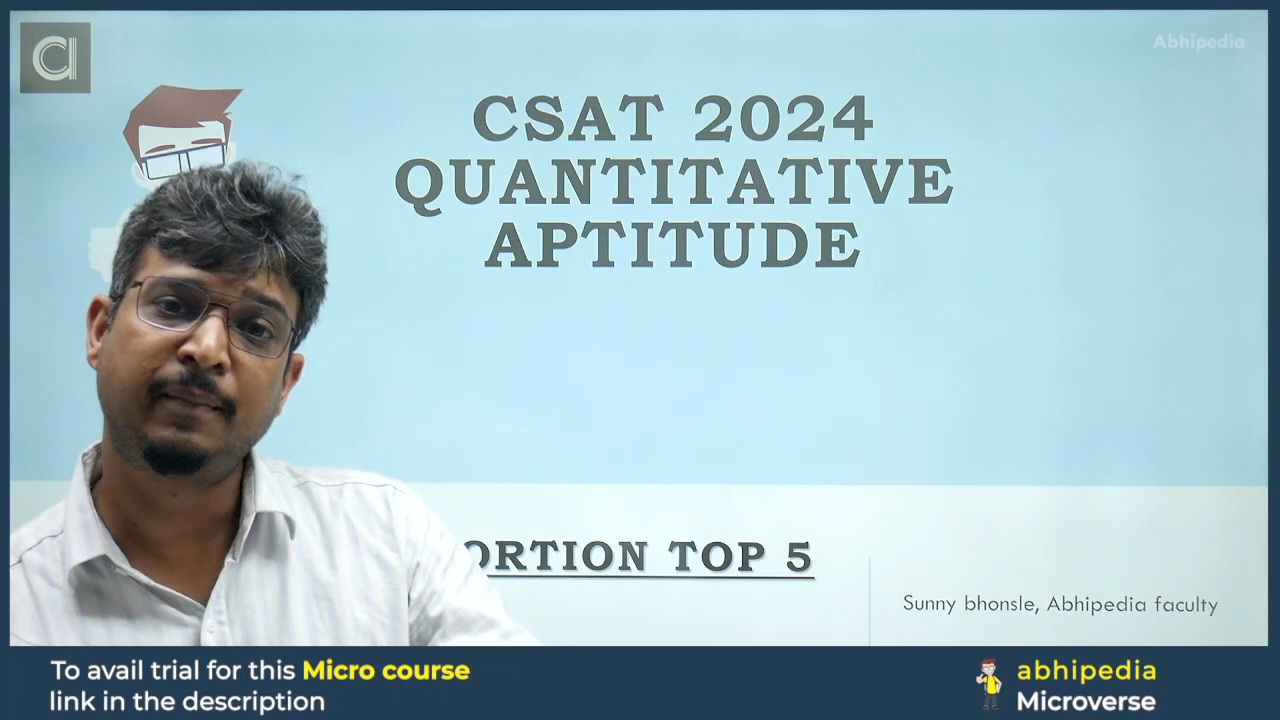 Abhipedia
CSAT 2024
QUANTITATIVE
APTITUDE
ORTION TOP 5
Sunny bhonsle, Abhipedia faculty
To avail trial for this Micro course
link in the description
abhipedia
Microverse